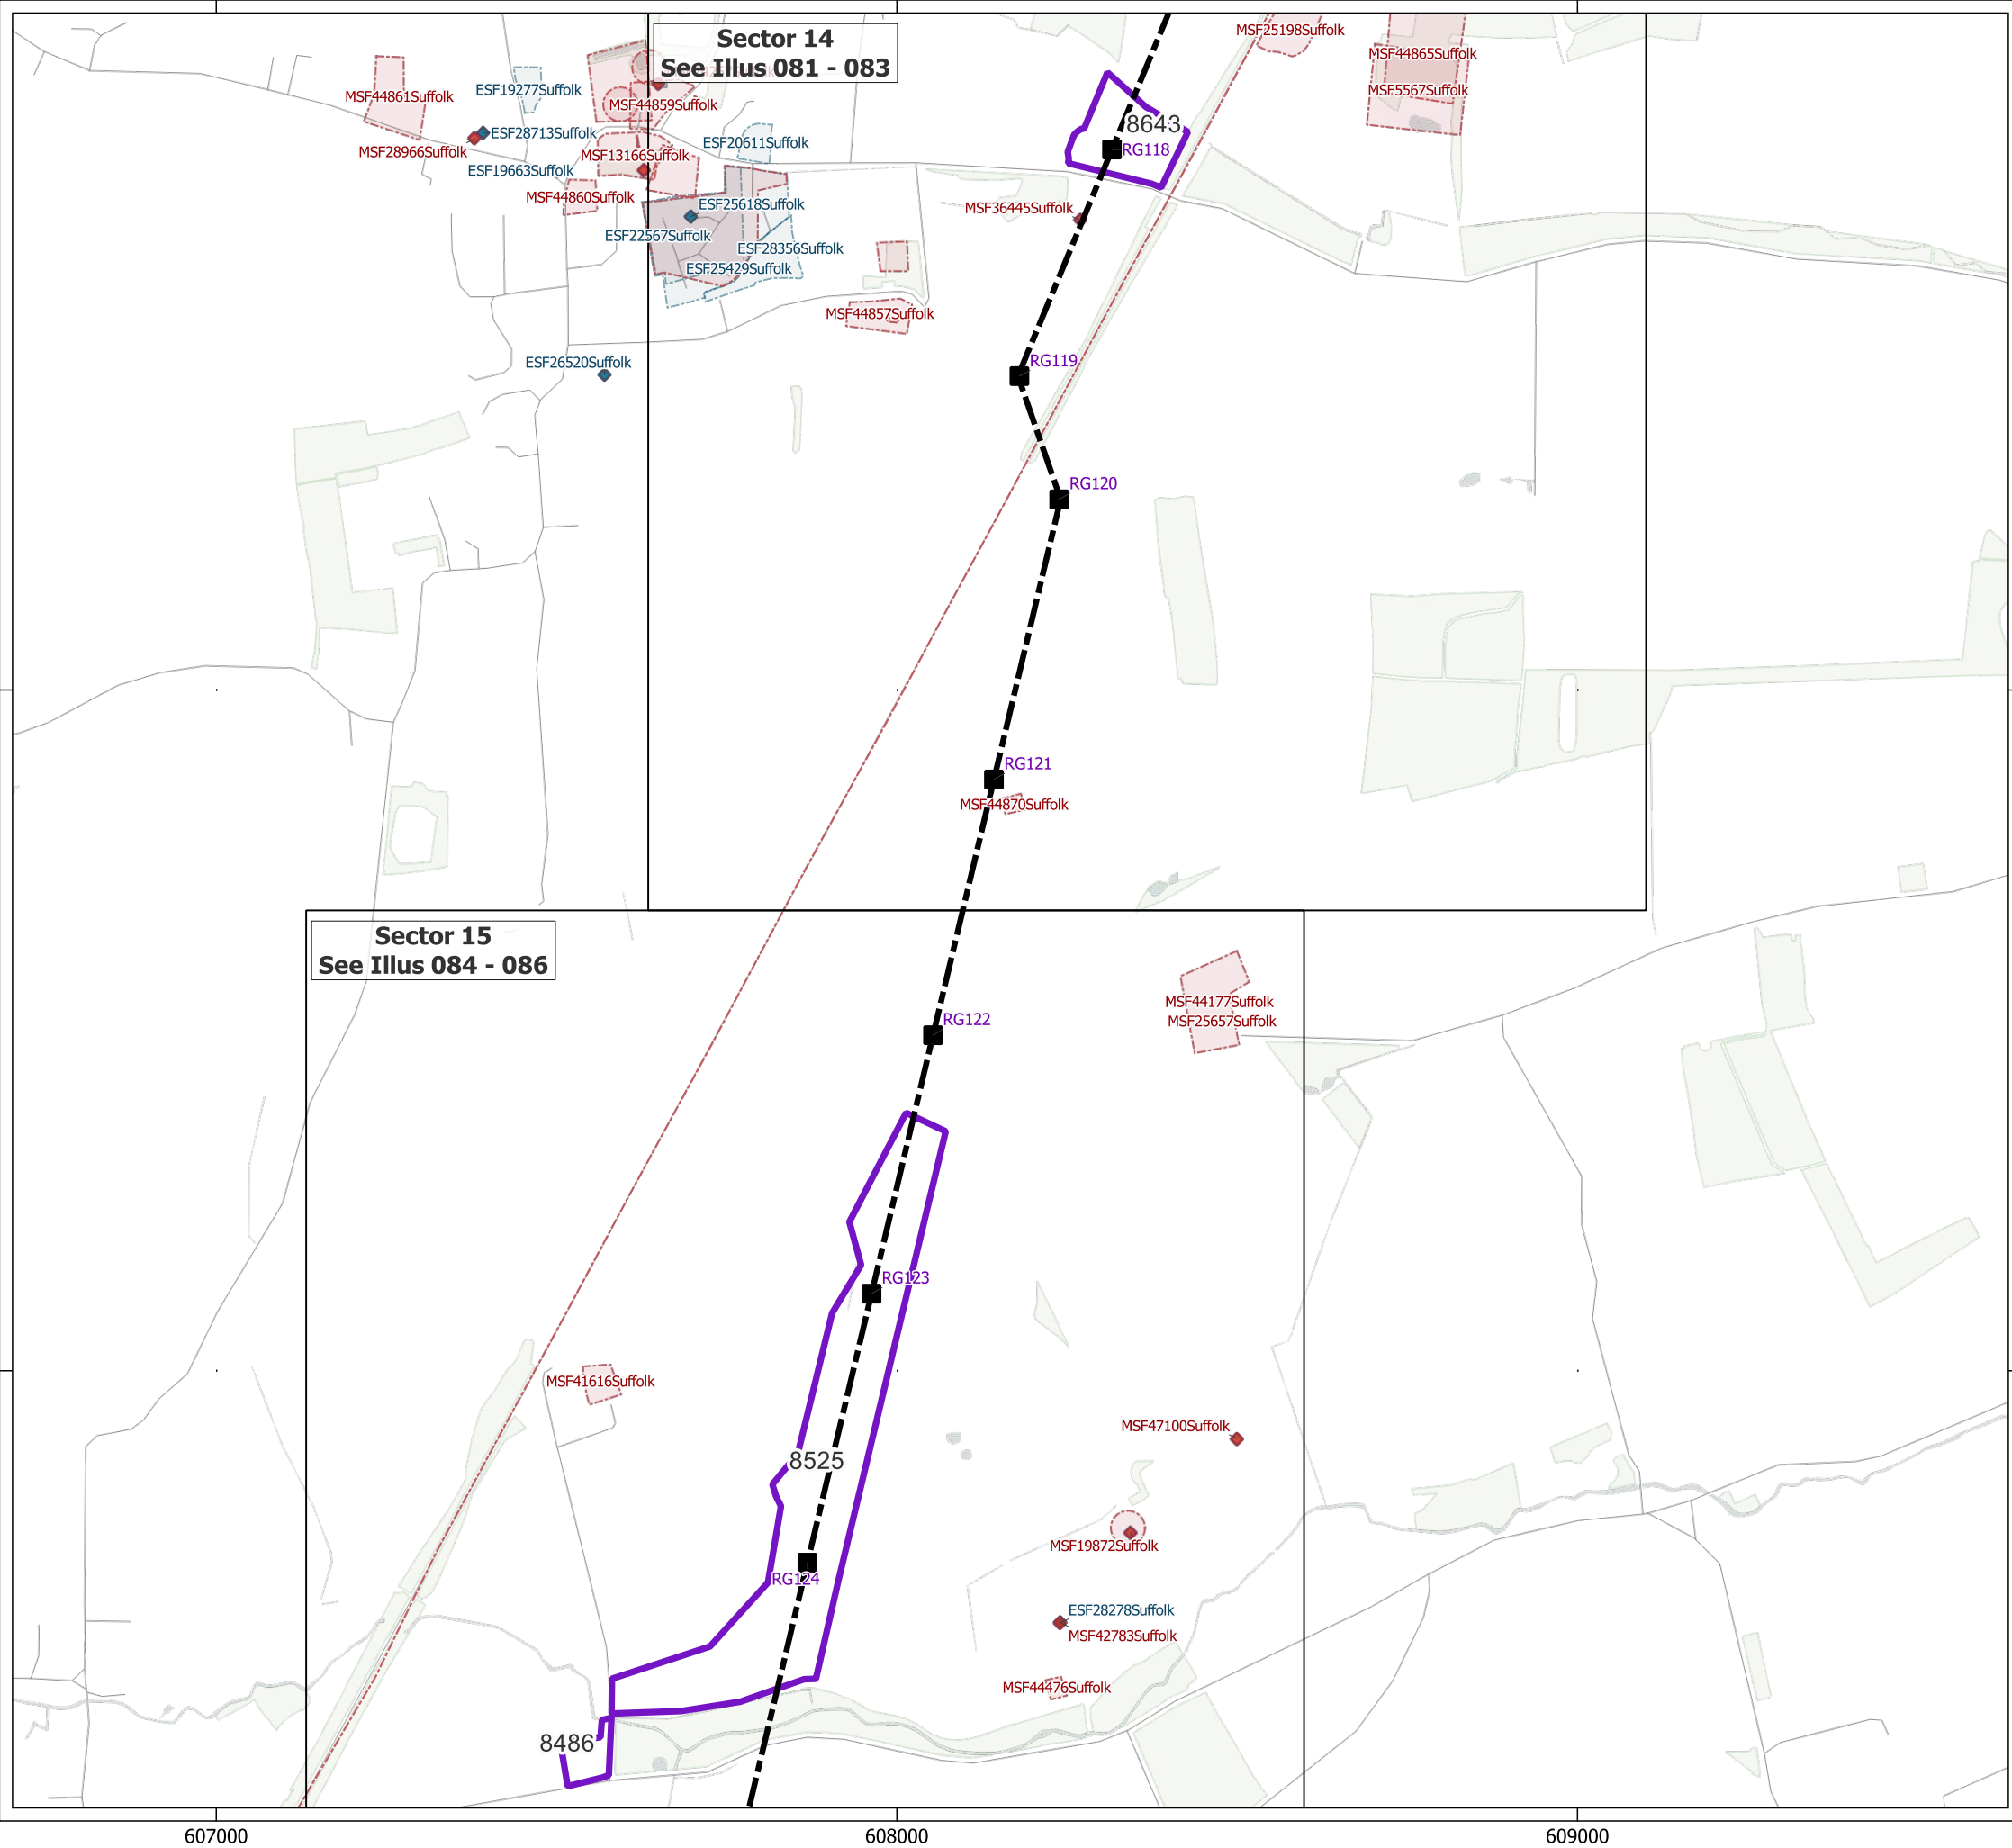 Sector 14
See Illus 081 - 083
MSF25198Suffolk
MSF44865Suffolk
MSF5567Suffolk
MSF44861Suffolk
ESF19277Suffolk
MSF44859Suffolk
8643
ESF28713Suffolk
MSF28966Suffolk
ESF20611Suffolk
RG118
MSF13166Suffolk
ESF19663Suffolk
MSF44860Suffolk
ESF25618Suffolk
MSF36445Suffolk
ESF22567Suffolk
ESF28356Suffolk
ESF25429Suffolk
MSF44857Suffolk
ESF26520Suffolk
RG119
RG120
RG121
MSF44870Suffolk
Sector 15
See Illus 084 - 086
MSF44177Suffolk
MSF25657Suffolk
RG122
RG123
MSF41616Suffolk
MSF47100Suffolk
8525
MSF19872Suffolk
RG124
ESF28278Suffolk
MSF42783Suffolk
MSF44476Suffolk
8486
607000
608000
609000